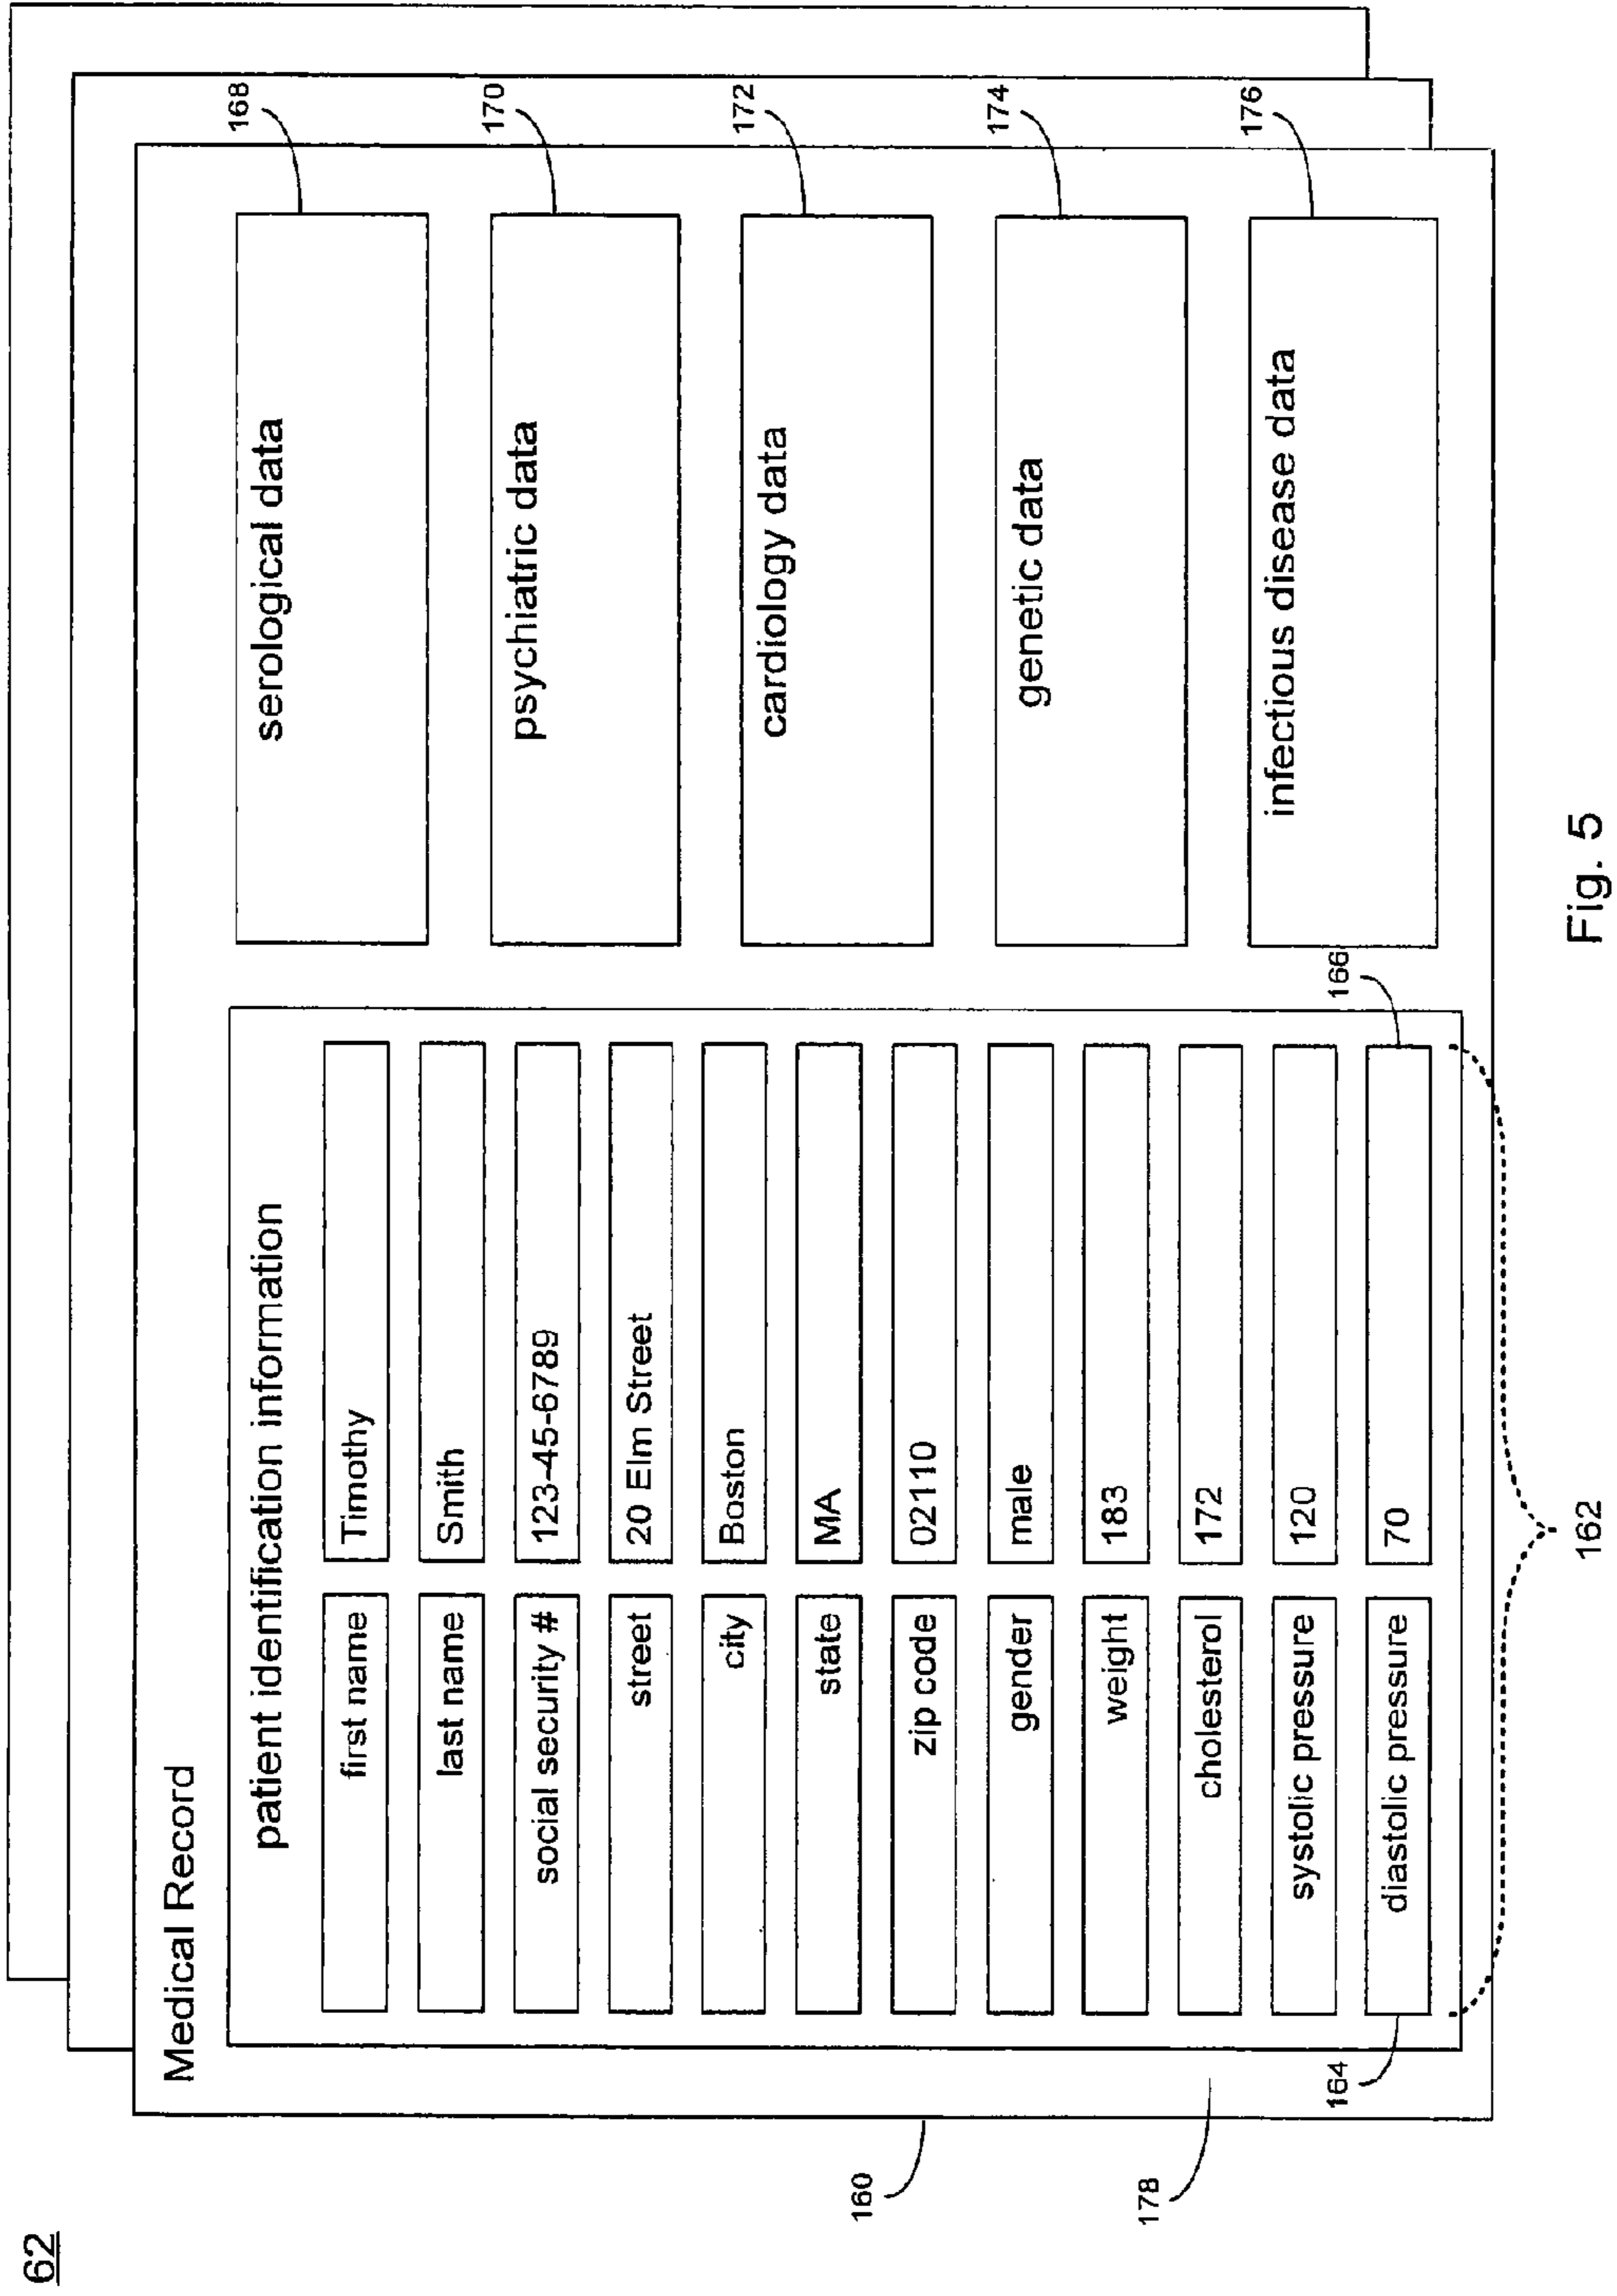 62
Medical Record
patient identification information
first name Timothy
last name Smith
social security # 123-45-6789
street 20 Elm Street
city Boston
state MA
zip code 02110
gender male
weight 183
cholesterol 172
systolic pressure 120
diastolic pressure 70
serological data
psychiatric data
cardiology data
genetic data
infectious disease data
168
170
172
174
176
166
164
160
178
162
Fig. 5